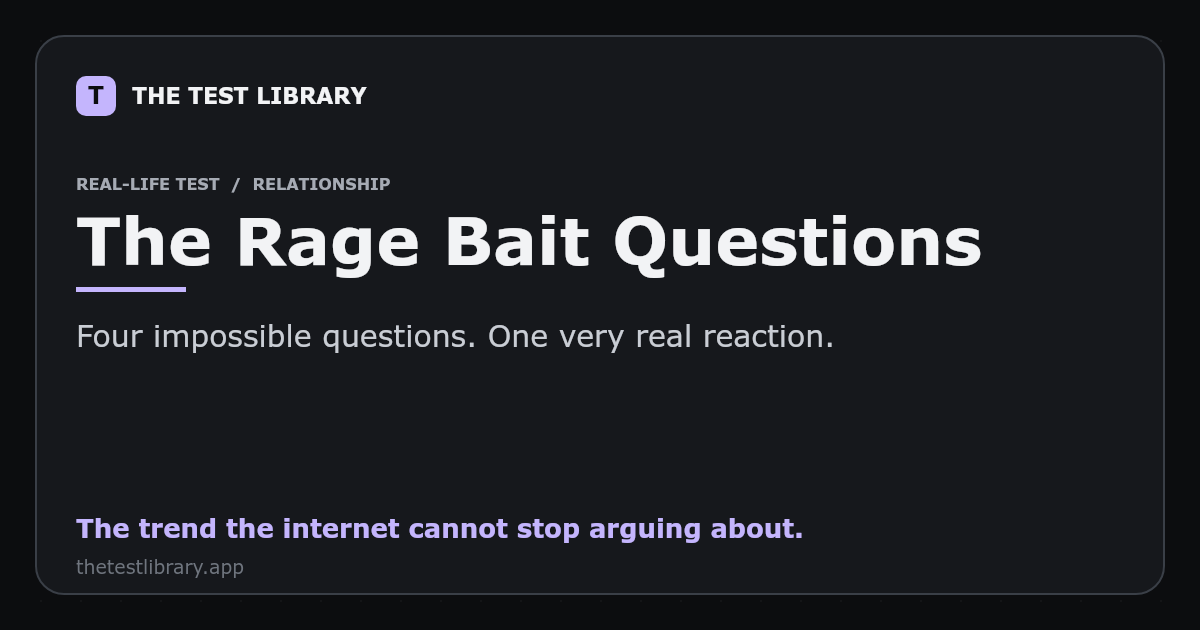 T THE TEST LIBRARY
REAL-LIFE TEST / RELATIONSHIP
The Rage Bait Questions
Four impossible questions. One very real reaction.
The trend the internet cannot stop arguing about.
thetestlibrary.app